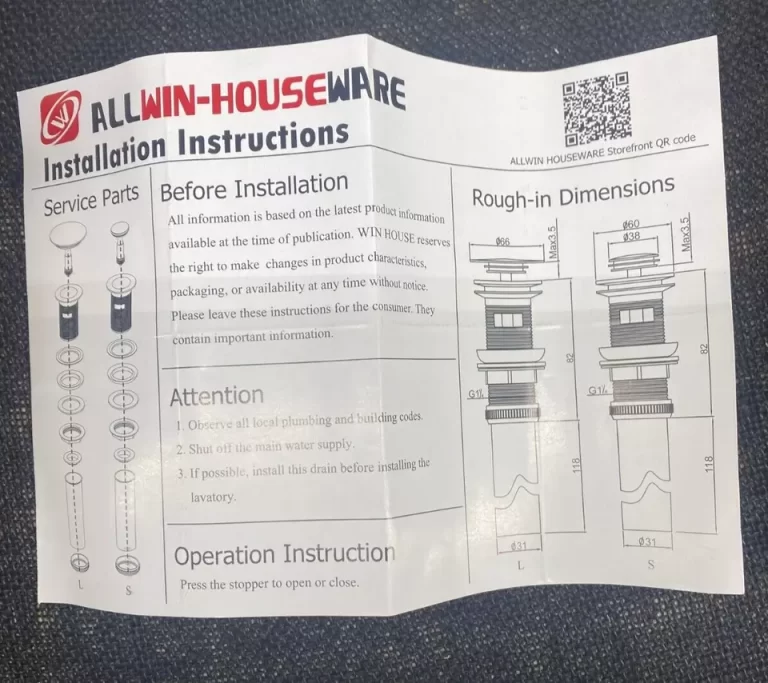 ALLWIN-HOUSEWARE
Installation Instructions
ALLWIN HOUSEWARE Storefront QR code
Service Parts
L
S
Before Installation
All information is based on the latest product information
available at the time of publication. WIN HOUSE reserves
the right to make changes in product characteristics,
packaging, or availability at any time without notice.
Please leave these instructions for the consumer. They
contain important information.
Attention
1. Observe all local plumbing and building codes.
2. Shut off the main water supply.
3. If possible, install this drain before installing the
lavatory.
Operation Instruction
Press the stopper to open or close.
Rough-in Dimensions
ø66
Max3.5
82
G1¼
118
ø31
L
ø60
ø38
Max3.5
82
G1¼
118
ø31
S